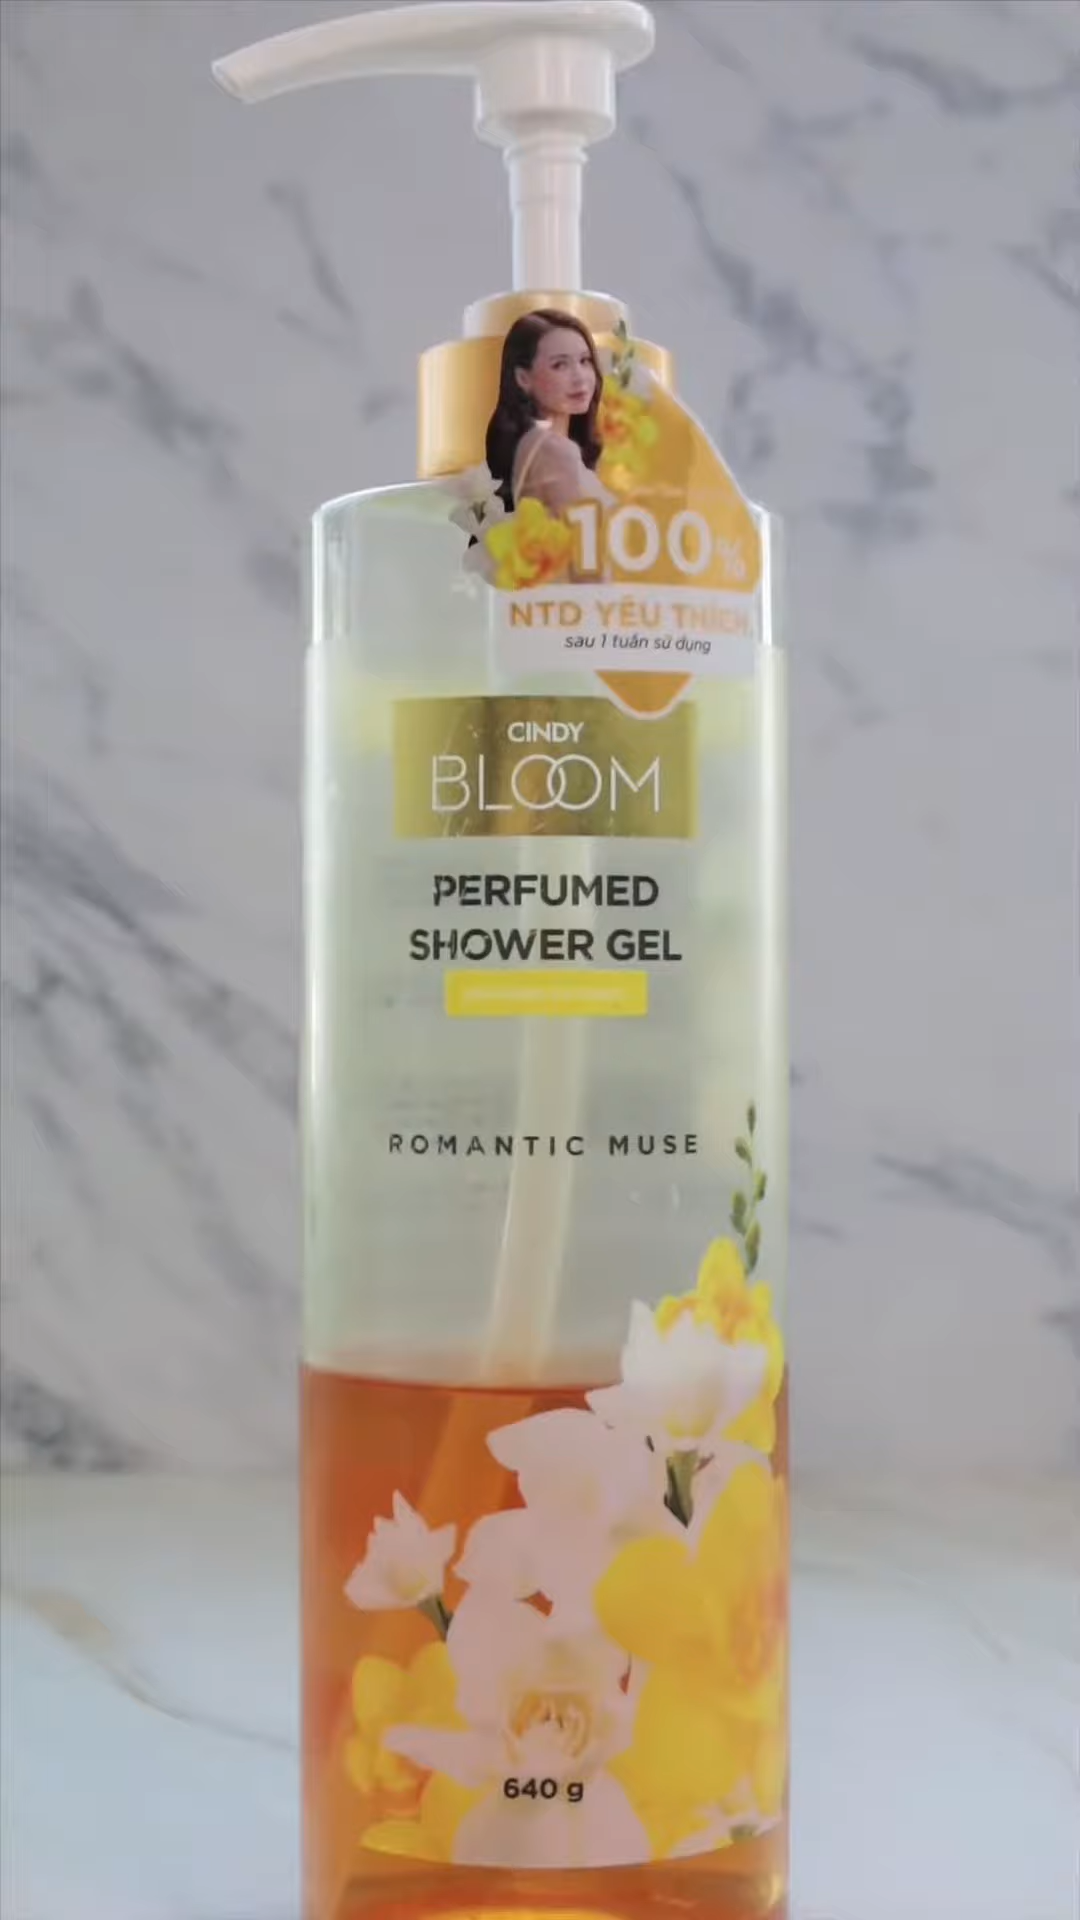 100%
NTD YÊU THÍCH
sau 1 tuần sử dụng
CINDY
BLOOM
PERFUMED
SHOWER GEL
ROMANTIC MUSE
640 g